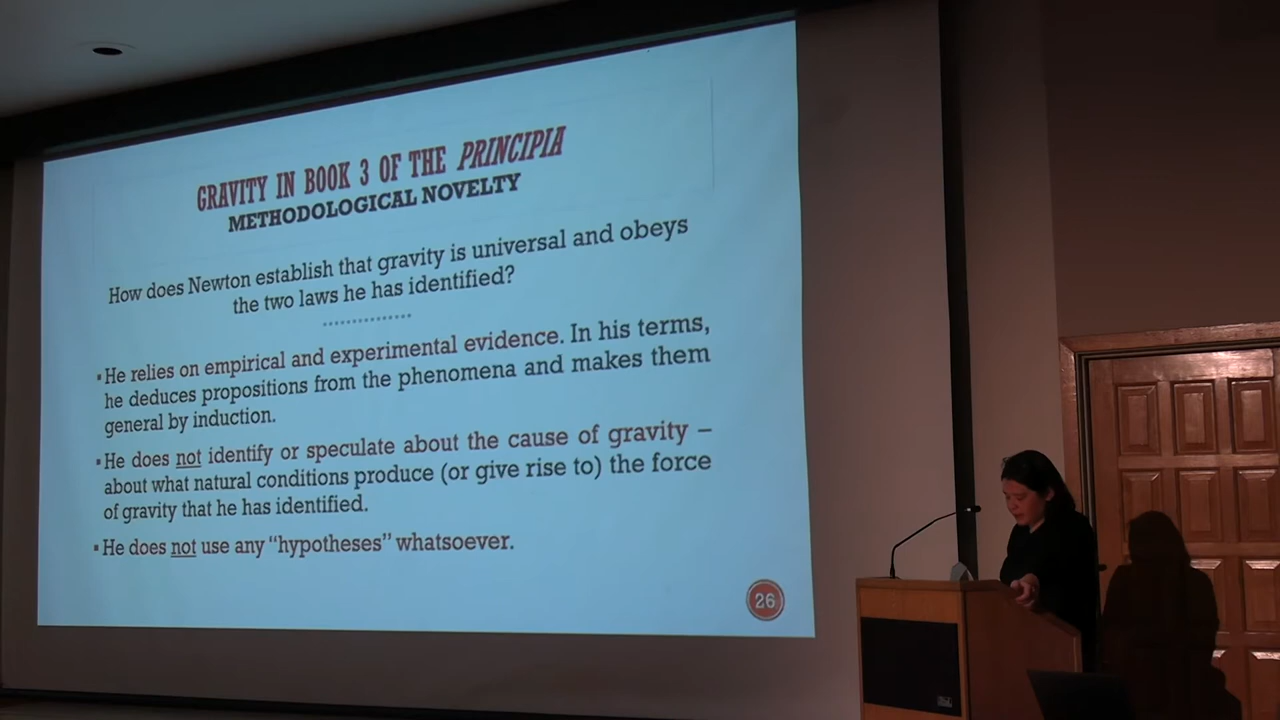 GRAVITY IN BOOK 3 OF THE PRINCIPIA
METHODOLOGICAL NOVELTY
How does Newton establish that gravity is universal and obeys
the two laws he has identified?
...............
▪He relies on empirical and experimental evidence. In his terms,
he deduces propositions from the phenomena and makes them
general by induction.
▪He does not identify or speculate about the cause of gravity –
about what natural conditions produce (or give rise to) the force
of gravity that he has identified.
▪He does not use any “hypotheses” whatsoever.
26